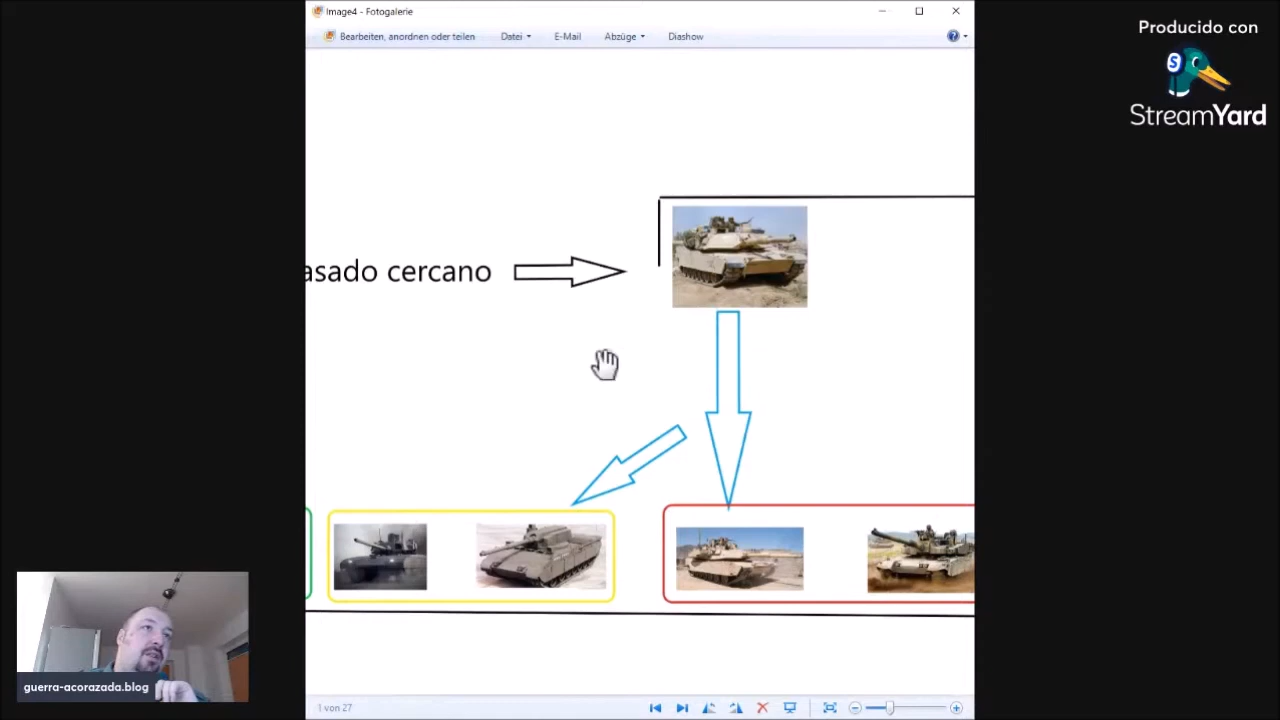 Image4 - Fotogalerie
Producido con
Bearbeiten, anordnen oder teilen Datei E-Mail Abzüge Diashow
StreamYard
asado cercano
guerra-acorazada.blog
1 von 27